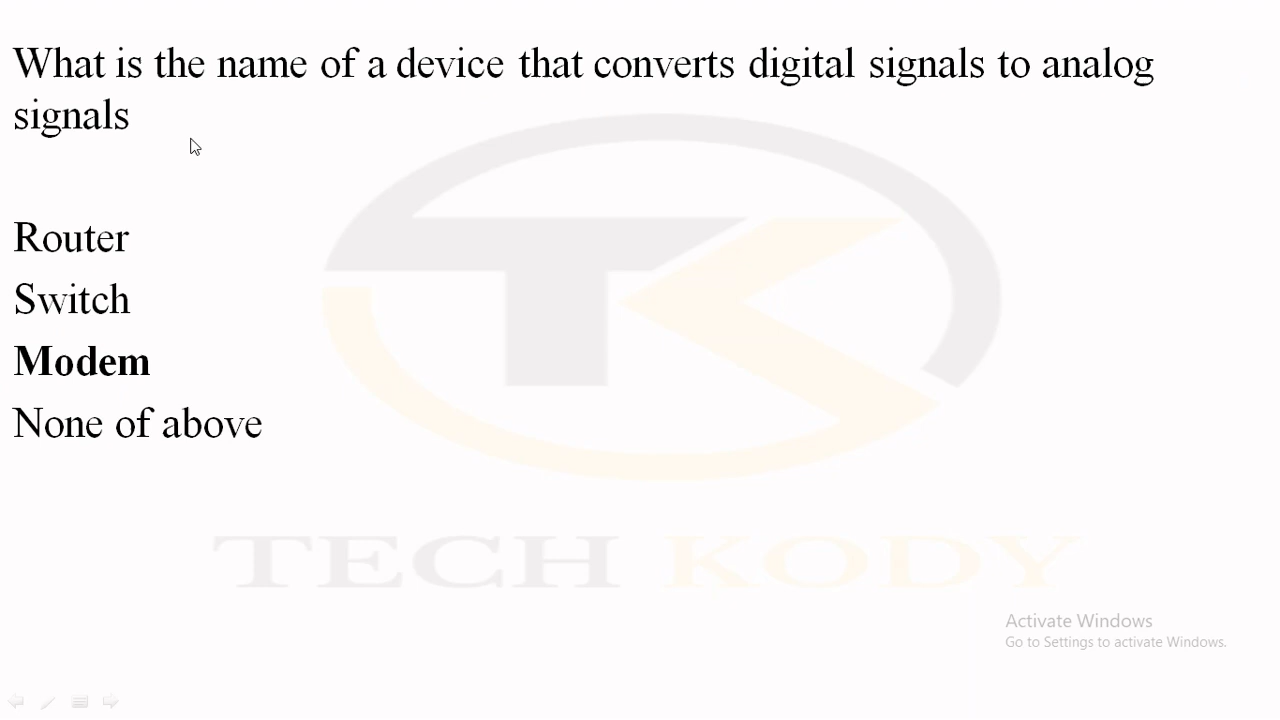 What is the name of a device that converts digital signals to analog
signals
Router
Switch
Modem
None of above
TECH KODY
Activate Windows
Go to Settings to activate Windows.